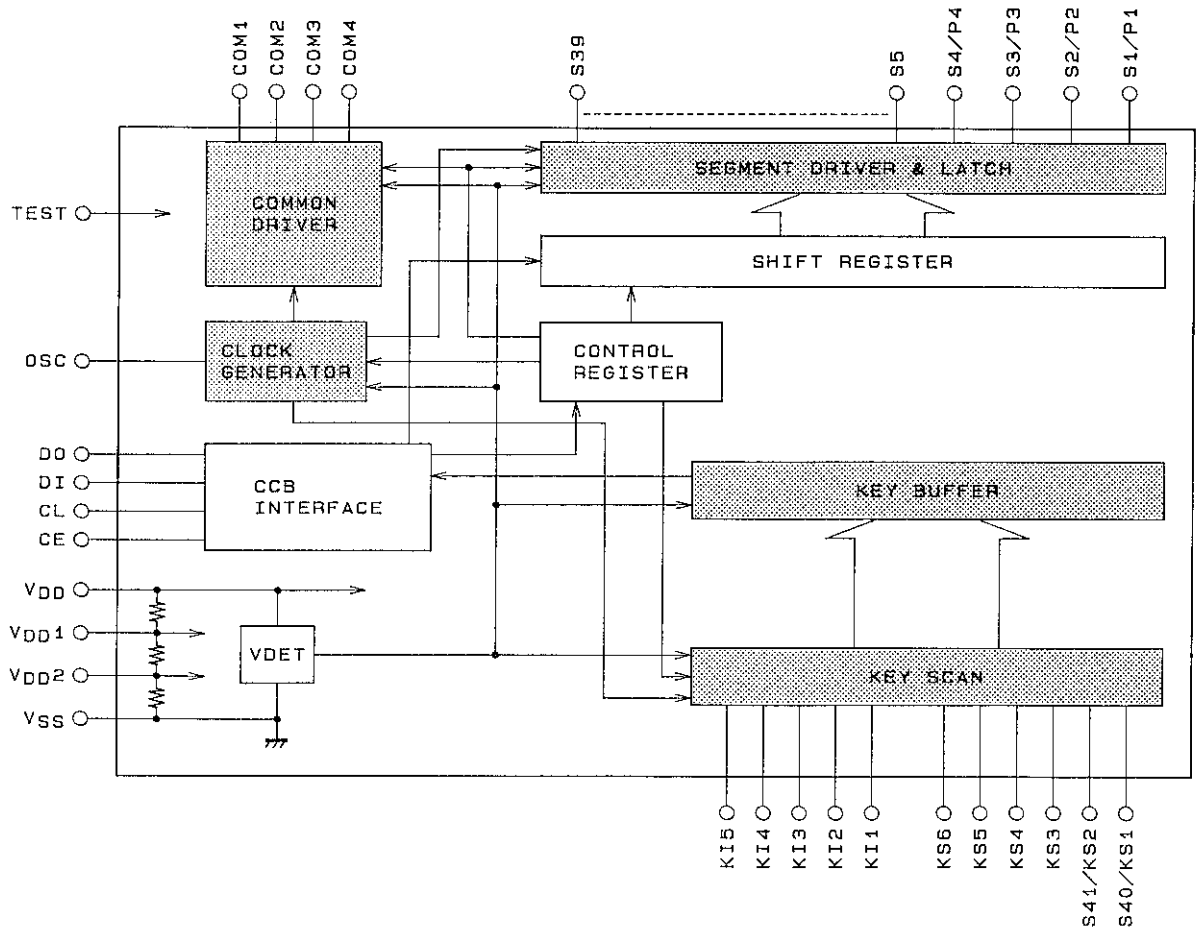 COM1
COM2
COM3
COM4
S39
S5
S4/P4
S3/P3
S2/P2
S1/P1
SEGMENT DRIVER & LATCH
COMMON
DRIVER
TEST
SHIFT REGISTER
OSC
CLOCK
GENERATOR
CONTROL
REGISTER
DO
DI
CL
CE
CCB
INTERFACE
KEY BUFFER
VDD
VDD1
VDET
VDD2
KEY SCAN
VSS
KI5
KI4
KI3
KI2
KI1
KS6
KS5
KS4
KS3
S41/KS2
S40/KS1